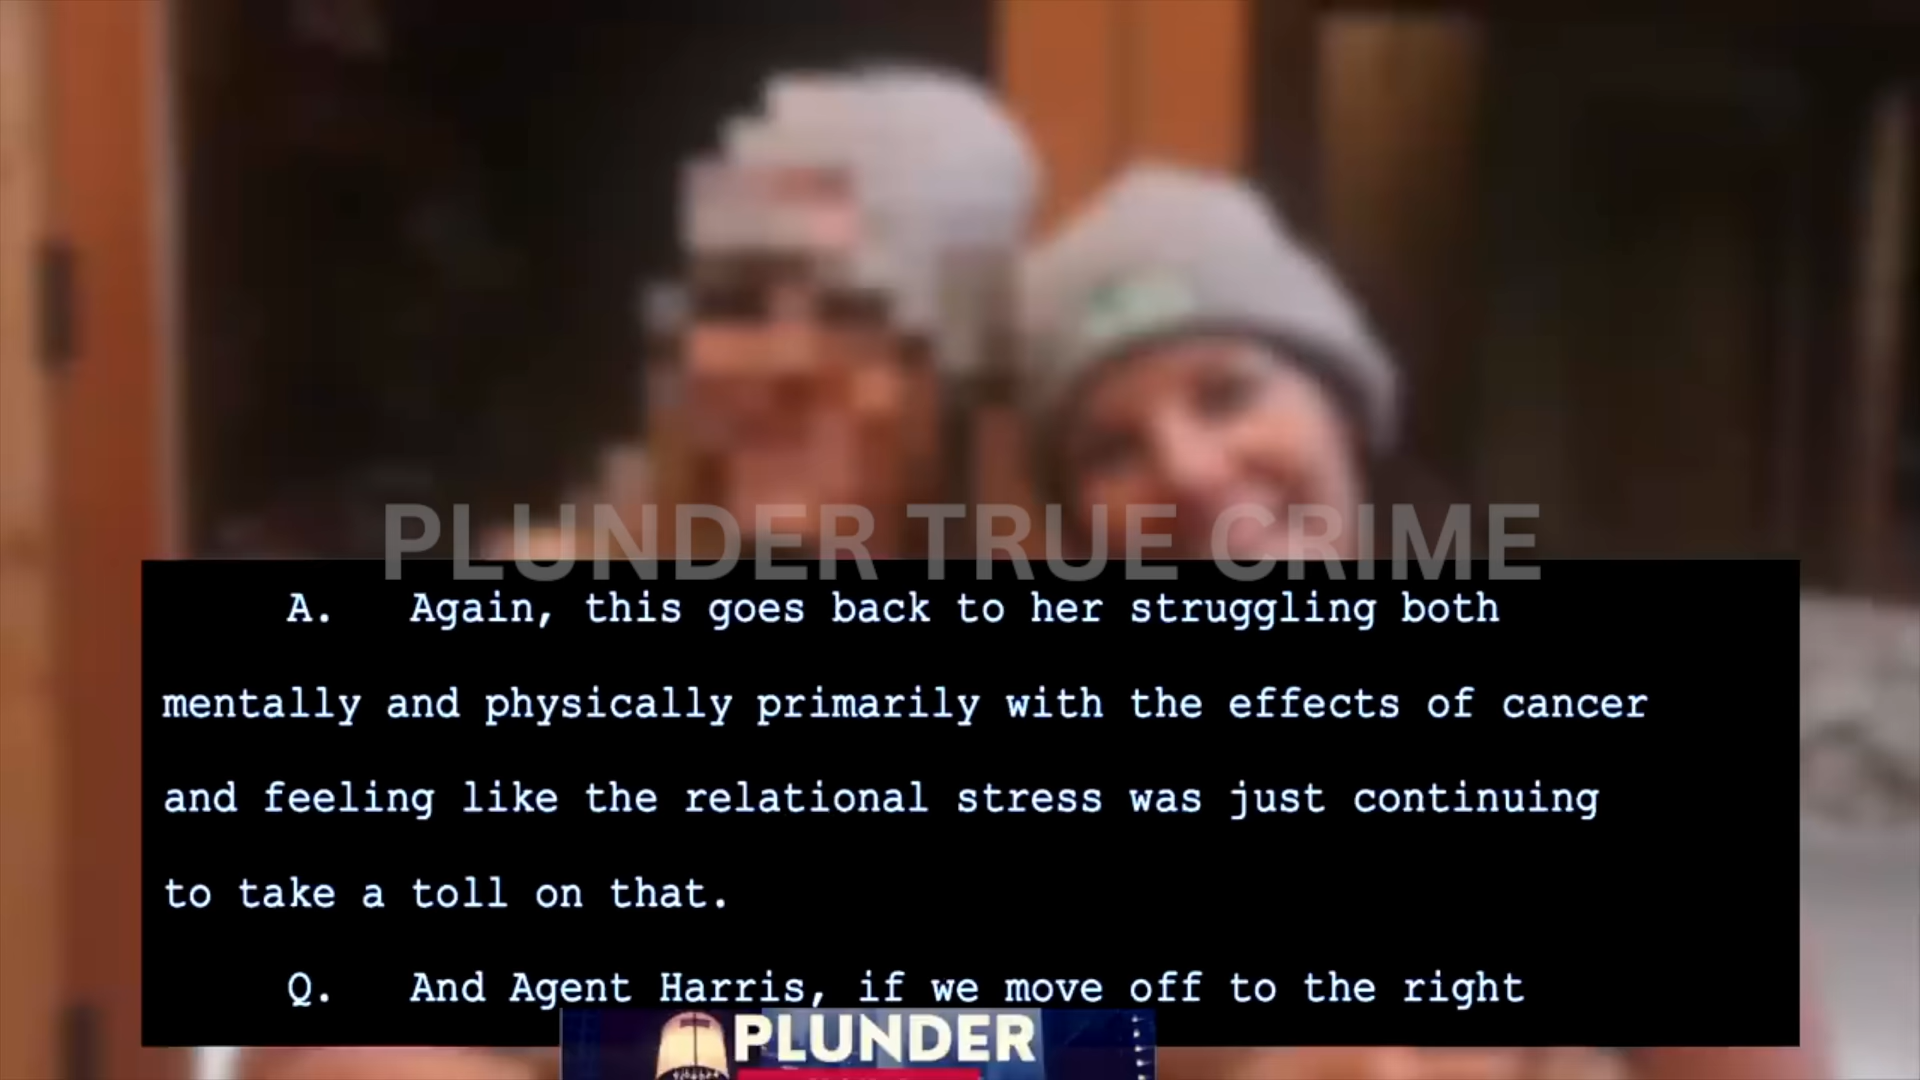 PLUNDER TRUE CRIME
A. Again, this goes back to her struggling both
mentally and physically primarily with the effects of cancer
and feeling like the relational stress was just continuing
to take a toll on that.
Q. And Agent Harris, if we move off to the right
PLUNDER